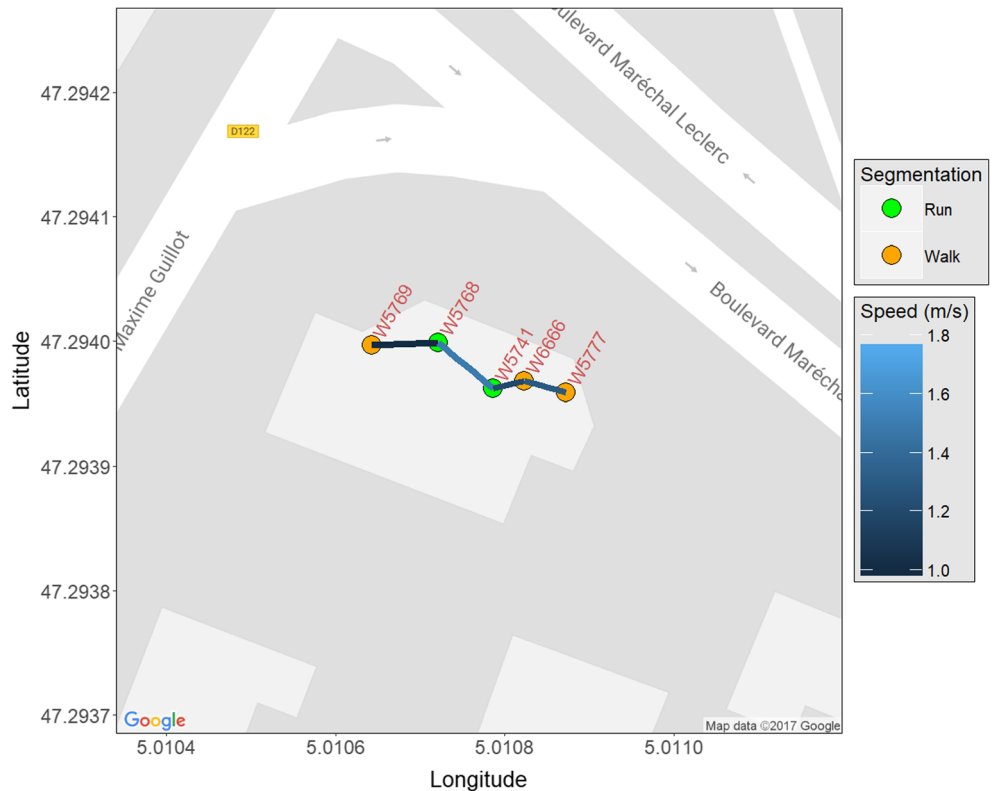 47.2942
47.2941
47.2940
47.2939
47.2938
47.2937
Latitude
5.0104
5.0106
5.0108
5.0110
Longitude
D122
Maxime Guillot
oulevard Maréchal Leclerc
Boulevard Marécha
W5769
W5768
W5741
W6666
W5777
Google
Map data ©2017 Google
Segmentation
Run
Walk
Speed (m/s)
1.8
1.6
1.4
1.2
1.0